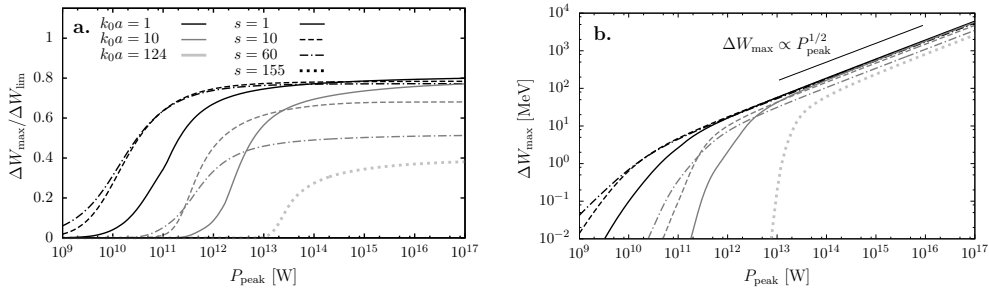 a.
k₀a = 1
k₀a = 10
k₀a = 124
s = 1
s = 10
s = 60
s = 155
ΔW_max/ΔW_lim
1
0.8
0.6
0.4
0.2
0
10⁹ 10¹⁰ 10¹¹ 10¹² 10¹³ 10¹⁴ 10¹⁵ 10¹⁶ 10¹⁷
P_peak [W]
b.
ΔW_max ∝ P_peak^1/2
ΔW_max [MeV]
10⁴
10³
10²
10¹
10⁰
10⁻¹
10⁻²
10⁹ 10¹⁰ 10¹¹ 10¹² 10¹³ 10¹⁴ 10¹⁵ 10¹⁶ 10¹⁷
P_peak [W]